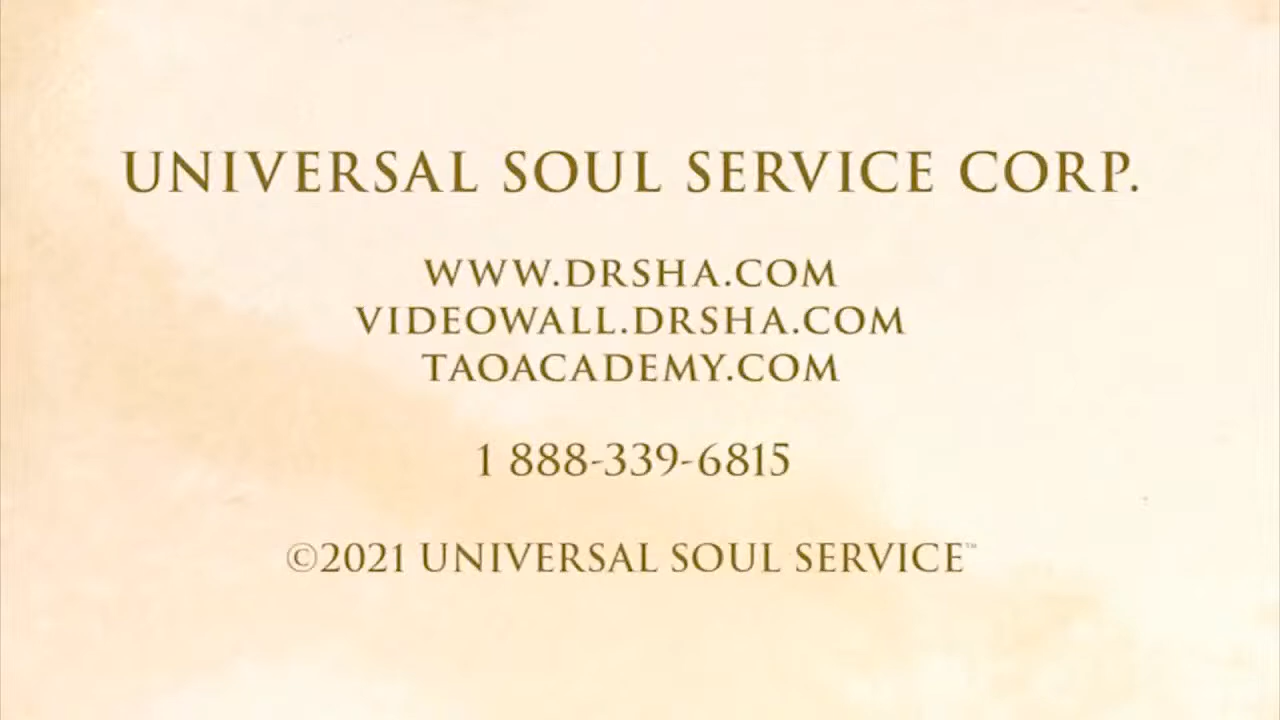 UNIVERSAL SOUL SERVICE CORP.
WWW.DRSHA.COM
VIDEOWALL.DRSHA.COM
TAOACADEMY.COM
1 888-339-6815
©2021 UNIVERSAL SOUL SERVICE™